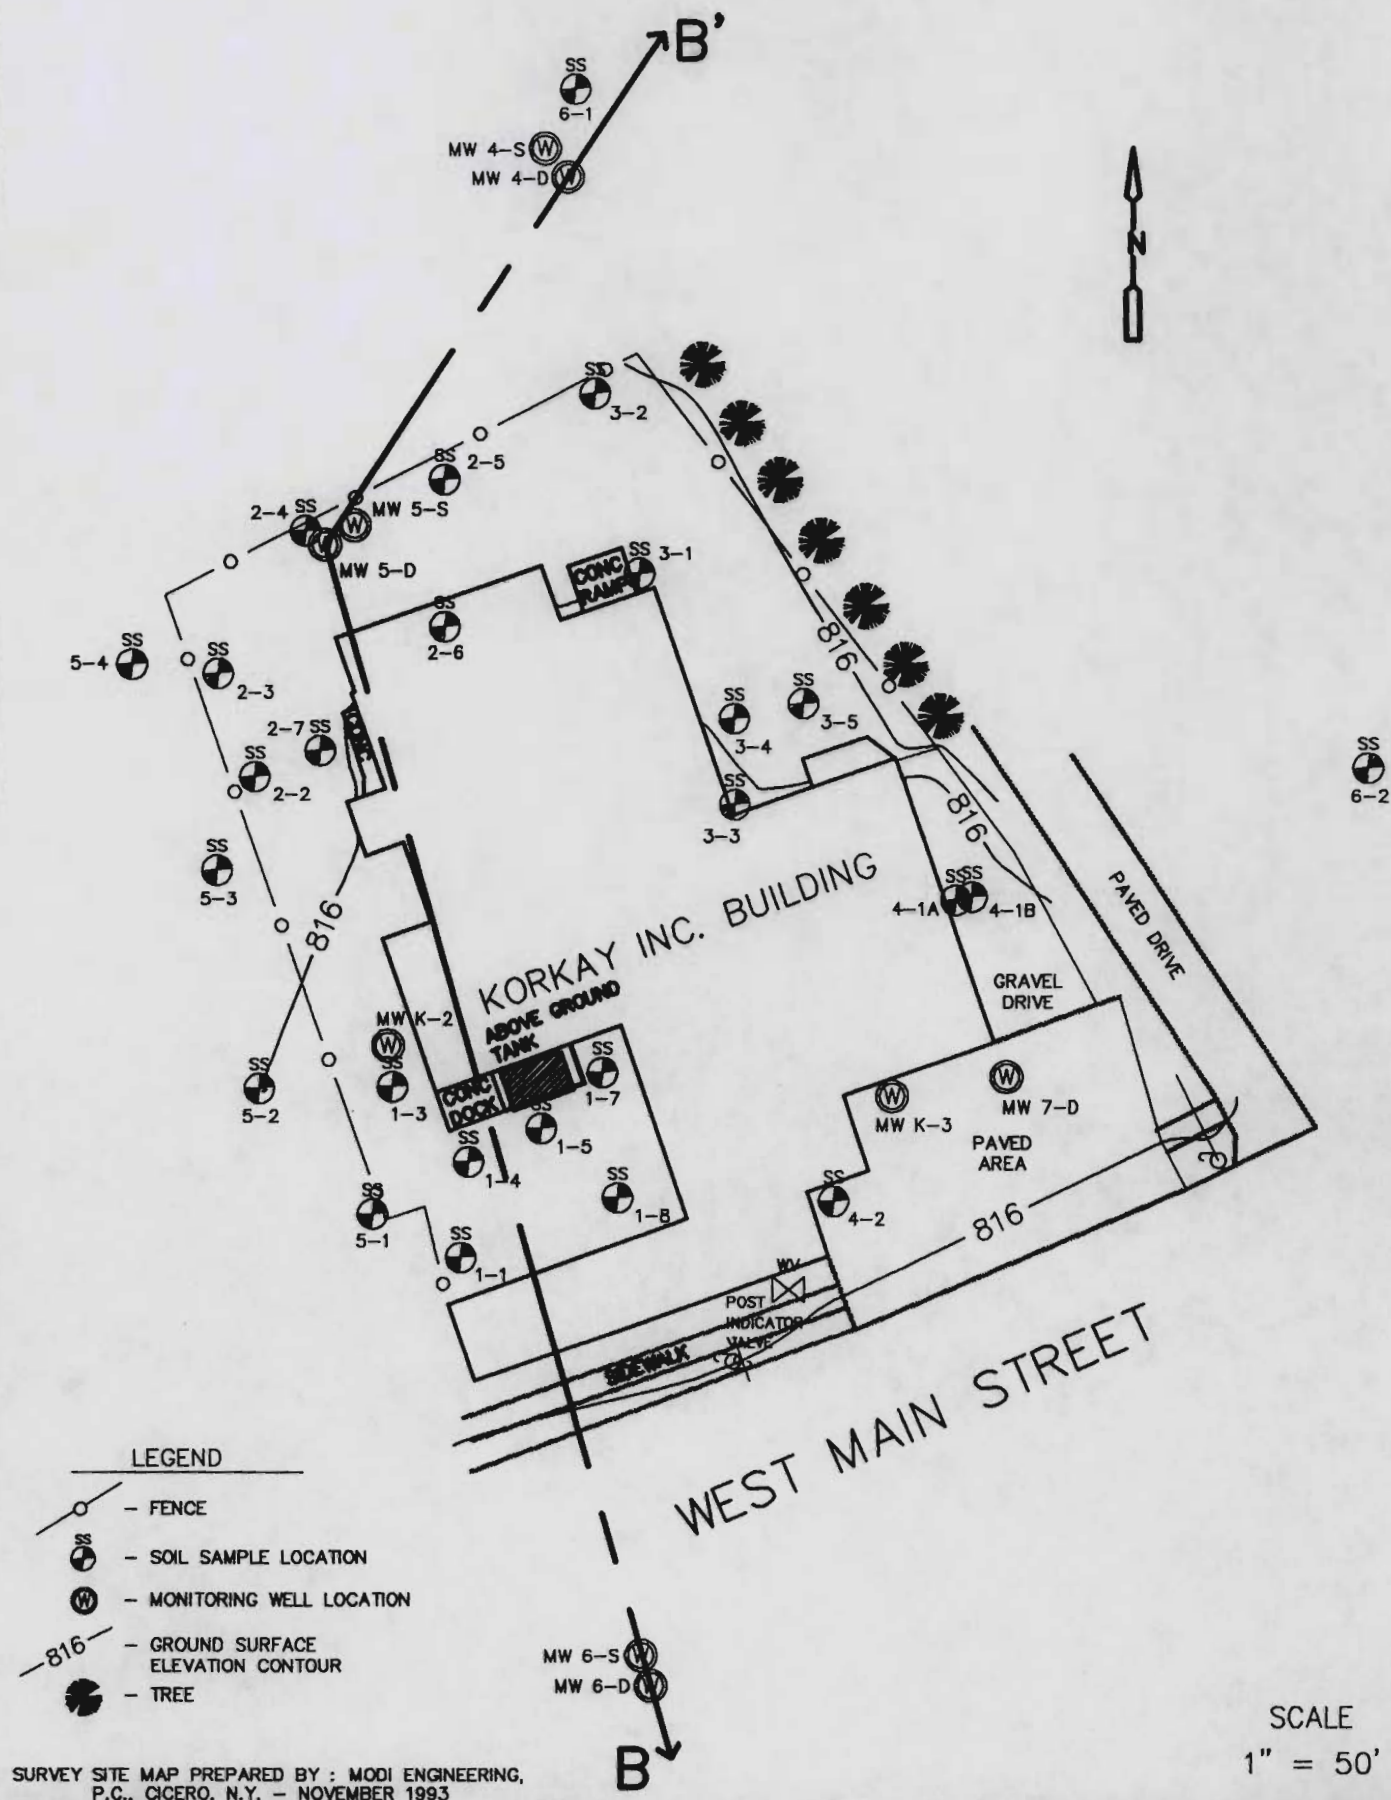 B'
SS
6-1
MW 4-S W
MW 4-D W
N
SS
3-2
SS
2-5
2-4 SS
W MW 5-S
W
MW 5-D
CONC
RAMP
SS 3-1
SS
2-6
5-4 SS
SS
2-3
816
SS
3-4
SS
3-5
2-7 SS
CONC
SS
2-2
SS
6-2
SS
3-3
816
SS
5-3
SS SS
4-1A 4-1B
PAVED DRIVE
816
KORKAY INC. BUILDING
GRAVEL
DRIVE
ABOVE GROUND
TANK
MW K-2
W
SS
5-2
SS
1-3
CONC
DOCK
SS
1-7
W
MW K-3
W
MW 7-D
SS
1-5
SS
1-4
PAVED
AREA
SS
1-8
SS
4-2
816
SS
5-1
SS
1-1
WV
POST
INDICATOR
VALVE
SIDEWALK
WEST MAIN STREET
LEGEND
- FENCE
SS
- SOIL SAMPLE LOCATION
W - MONITORING WELL LOCATION
816 - GROUND SURFACE
ELEVATION CONTOUR
- TREE
MW 6-S W
MW 6-D W
B
SCALE
1" = 50'
SURVEY SITE MAP PREPARED BY : MODI ENGINEERING,
P.C., CICERO, N.Y. - NOVEMBER 1993